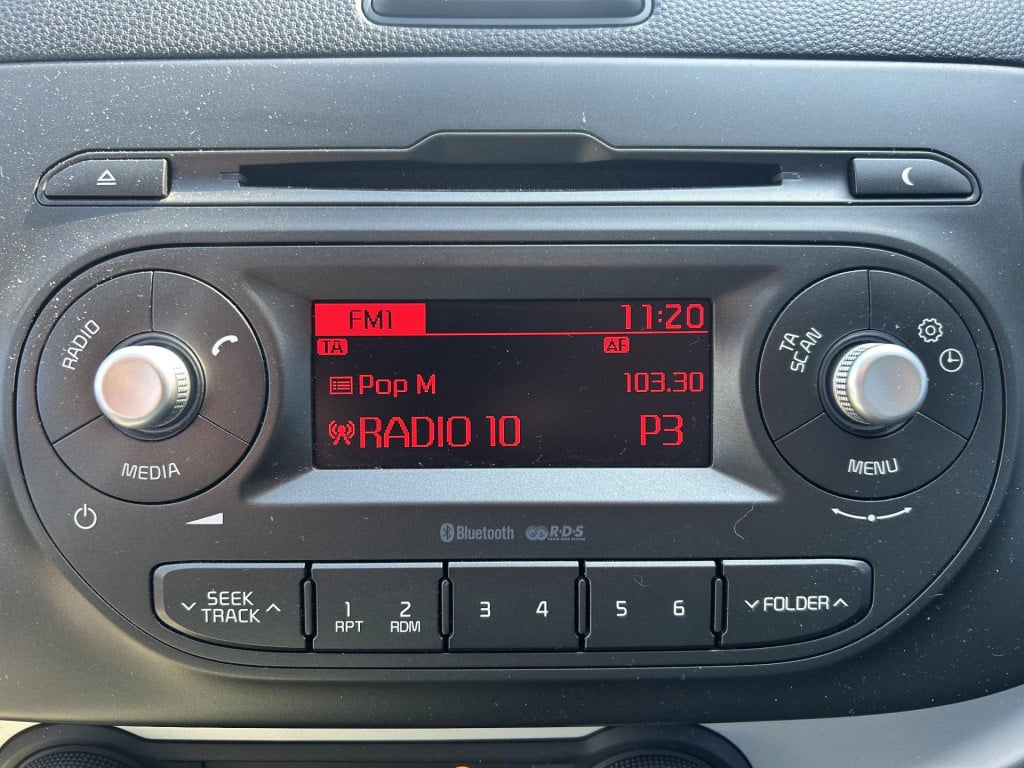 FM1 11:20
TA AF
Pop M 103.30
RADIO 10 P3
RADIO
MEDIA
TA
SCAN
MENU
Bluetooth R·D·S
SEEK
TRACK
1 2
RPT RDM
3 4
5 6
FOLDER